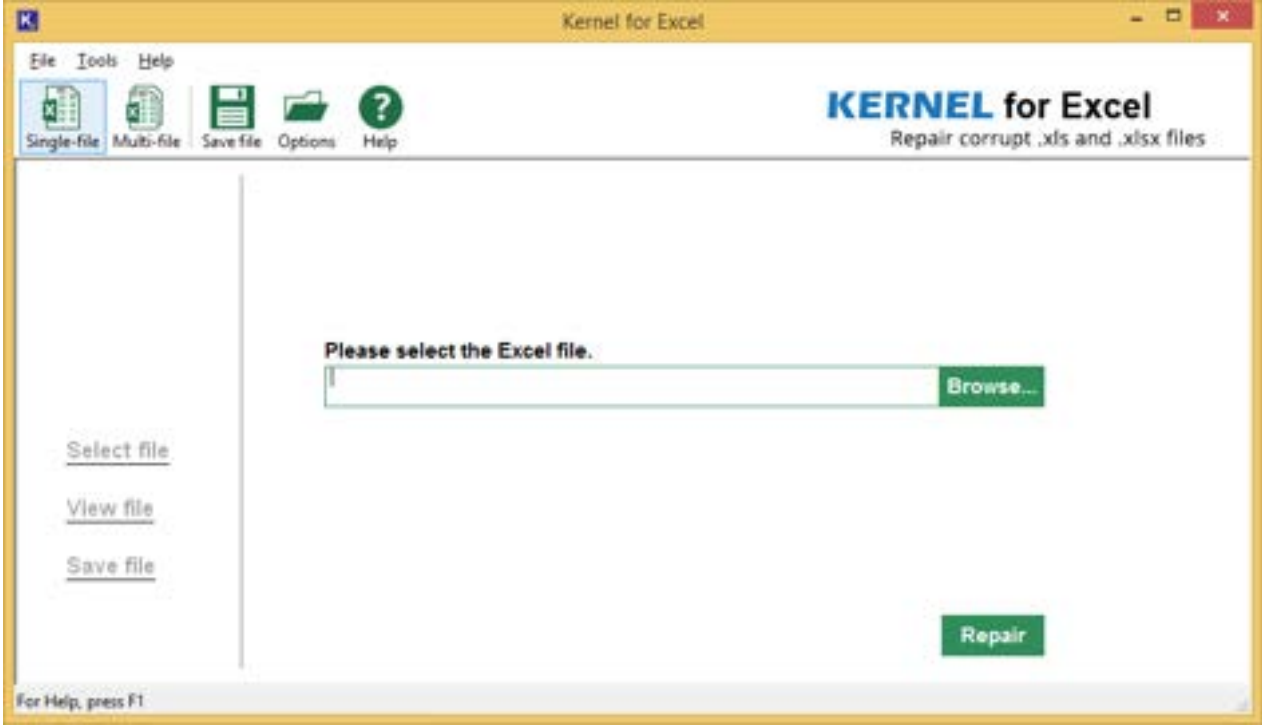 Kernel for Excel
File Tools Help
Single-file Multi-file Save file Options Help
KERNEL for Excel
Repair corrupt .xls and .xlsx files
Please select the Excel file.
Browse...
Select file
View file
Save file
Repair
For Help, press F1